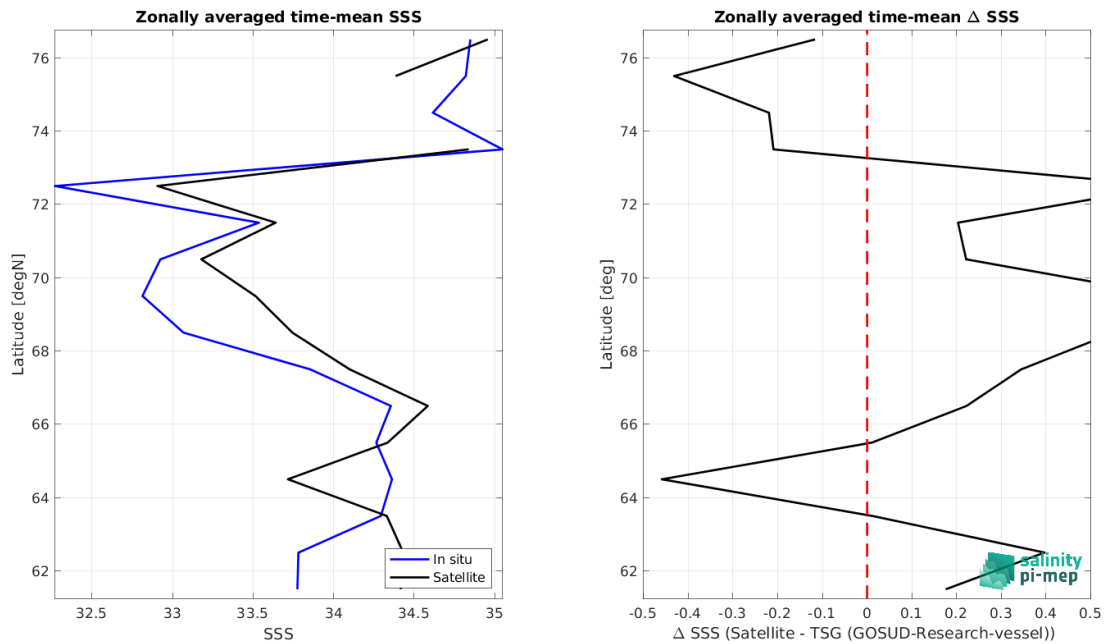 Zonally averaged time-mean SSS
76
74
72
70
68
66
64
62
Latitude [degN]
32.5 33 33.5 34 34.5 35
SSS
In situ
Satellite
Zonally averaged time-mean Δ SSS
76
74
72
70
68
66
64
62
Latitude [deg]
-0.5 -0.4 -0.3 -0.2 -0.1 0 0.1 0.2 0.3 0.4 0.5
Δ SSS (Satellite - TSG (GOSUD-Research-vessel))
salinity
pi-mep